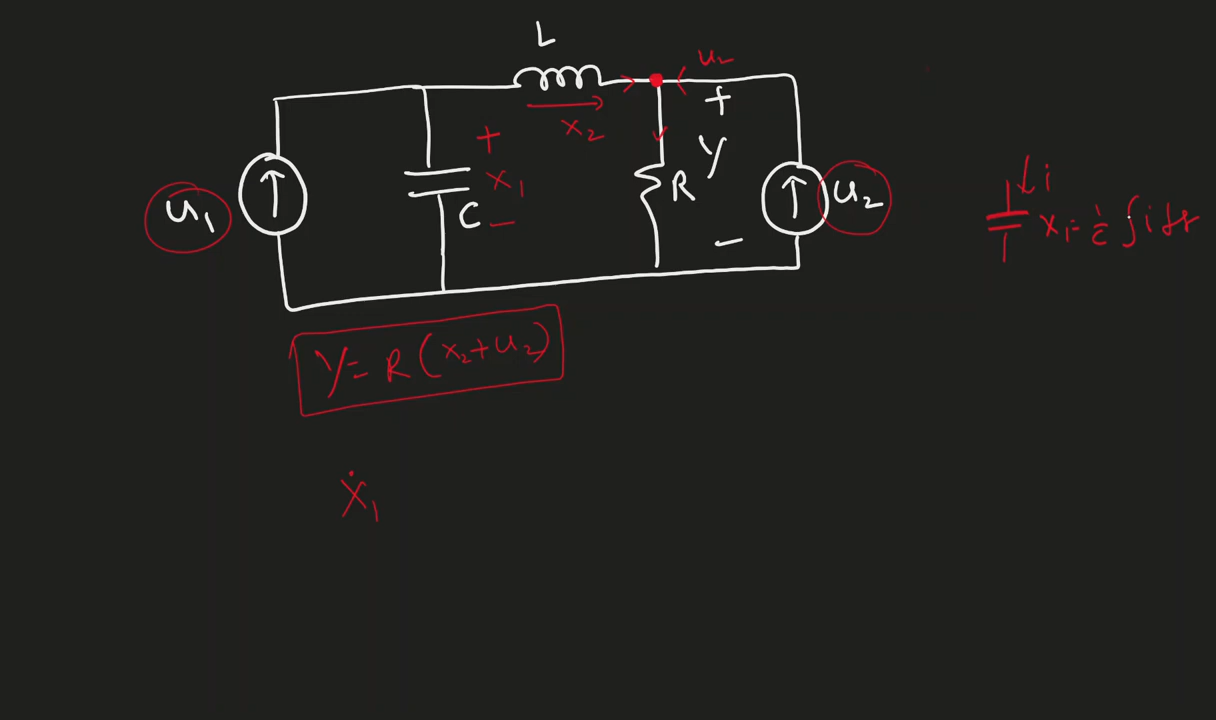 L
u₂
+
x₂
+
x₁
−
C
u₁
R
y
−
u₂
i
x₁ = 1/c ∫ i dt
y = R (x₂ + u₂)
ẋ₁